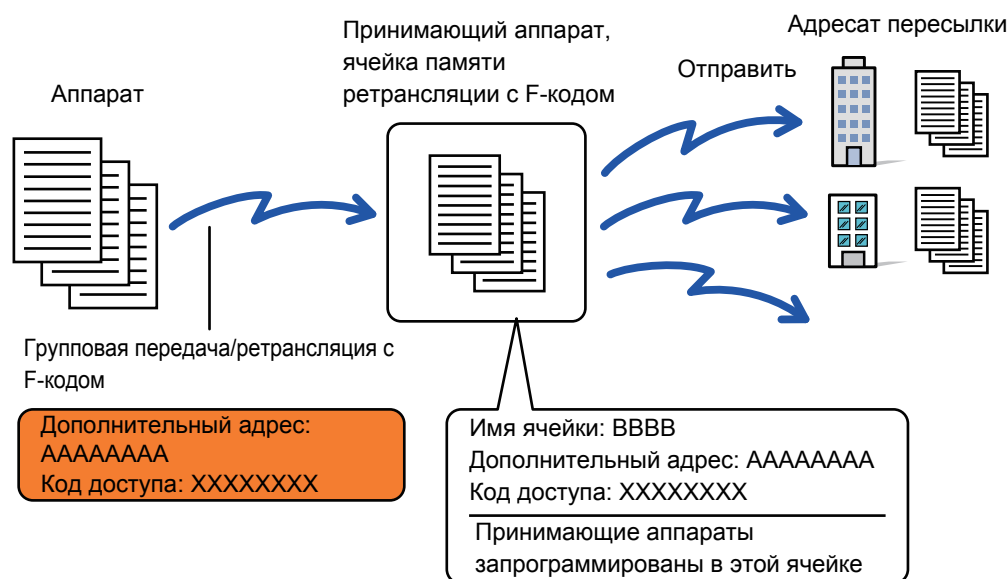 Аппарат
Принимающий аппарат,
ячейка памяти
ретрансляции с F-кодом
Отправить
Адресат пересылки
Групповая передача/ретрансляция с
F-кодом
Дополнительный адрес:
AAAAAAAA
Код доступа: XXXXXXXX
Имя ячейки: BBBB
Дополнительный адрес: AAAAAAAA
Код доступа: XXXXXXXX
Принимающие аппараты
запрограммированы в этой ячейке